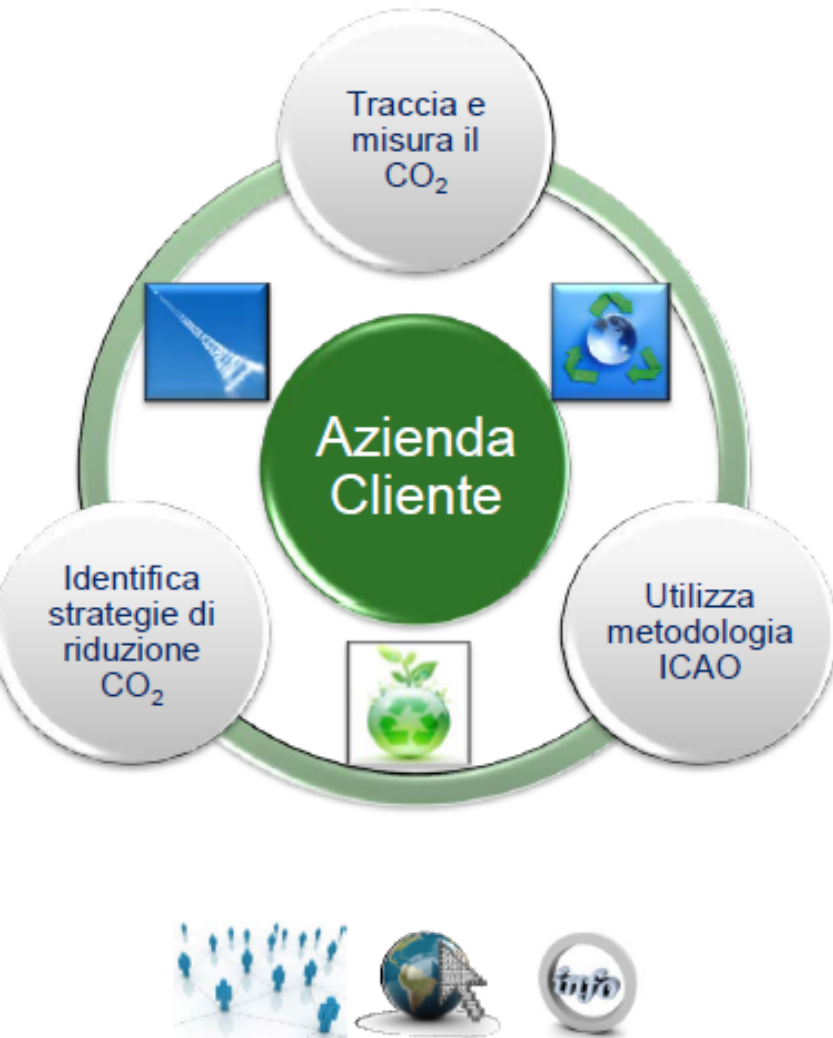 Traccia e
misura il
CO₂
Azienda
Cliente
Identifica
strategie di
riduzione
CO₂
Utilizza
metodologia
ICAO
info